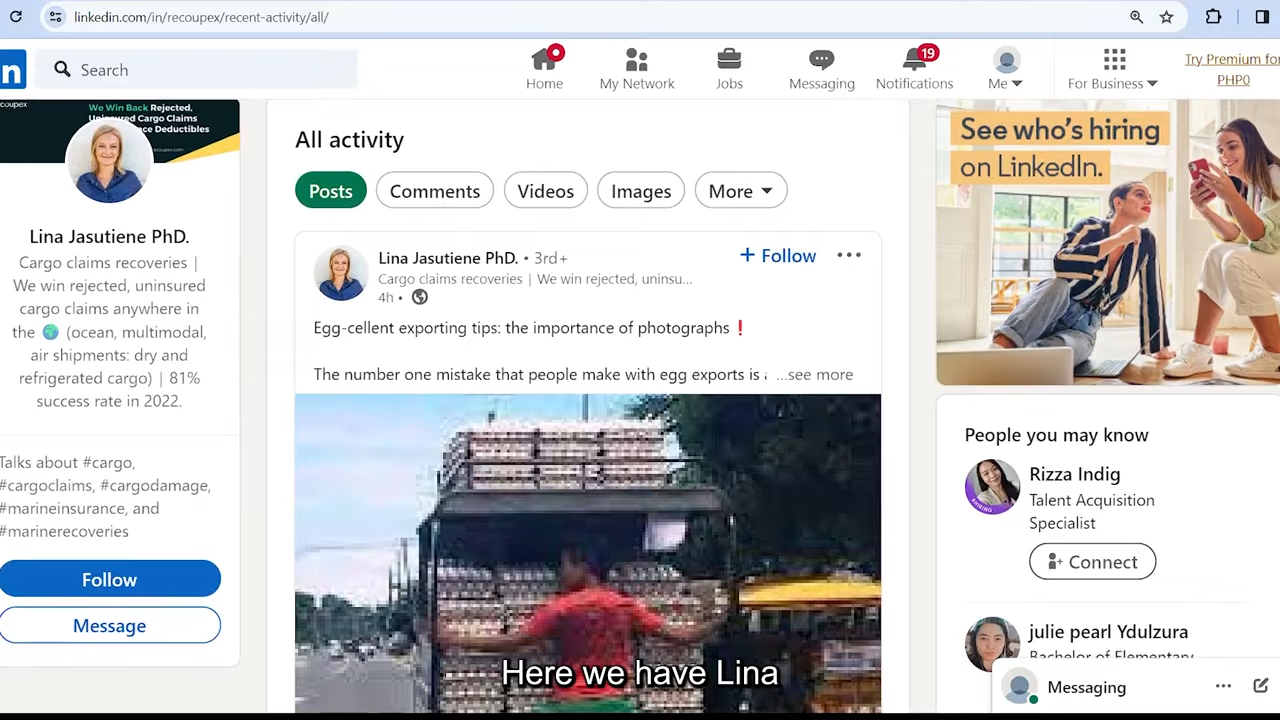 linkedin.com/in/recoupex/recent-activity/all/
in
Search
Home
My Network
Jobs
Messaging
19
Notifications
Me
For Business
Try Premium for
PHP0
We Win Back Rejected,
Uninsured Cargo Claims
Deductibles
Lina Jasutiene PhD.
Cargo claims recoveries |
We win rejected, uninsured
cargo claims anywhere in
the 🌍 (ocean, multimodal,
air shipments: dry and
refrigerated cargo) | 81%
success rate in 2022.
Talks about #cargo,
#cargoclaims, #cargodamage,
#marineinsurance, and
#marinerecoveries
Follow
Message
All activity
Posts
Comments
Videos
Images
More
Lina Jasutiene PhD. • 3rd+
+ Follow
Cargo claims recoveries | We win rejected, uninsu...
4h •
Egg-cellent exporting tips: the importance of photographs ❗
The number one mistake that people make with egg exports is ...see more
Here we have Lina
See who's hiring
on LinkedIn.
People you may know
Rizza Indig
Talent Acquisition
Specialist
Connect
julie pearl Ydulzura
Bachelor of Elementary
Messaging